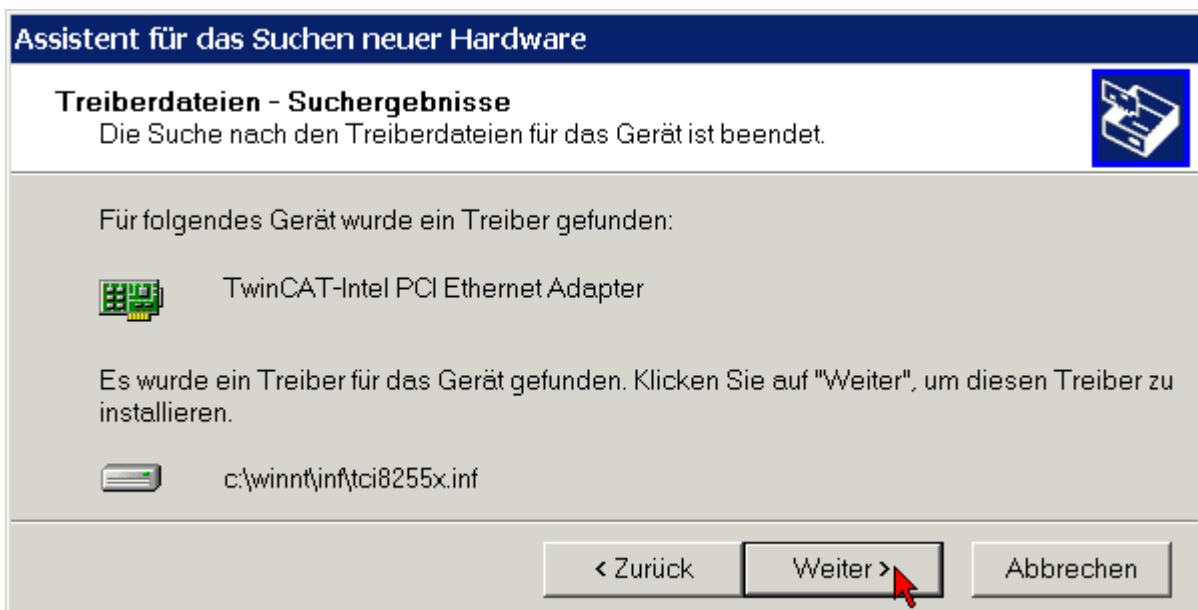 Assistent für das Suchen neuer Hardware
Treiberdateien - Suchergebnisse
Die Suche nach den Treiberdateien für das Gerät ist beendet.
Für folgendes Gerät wurde ein Treiber gefunden:
TwinCAT-Intel PCI Ethernet Adapter
Es wurde ein Treiber für das Gerät gefunden. Klicken Sie auf "Weiter", um diesen Treiber zu
installieren.
c:\winnt\inf\tci8255x.inf
< Zurück
Weiter >
Abbrechen